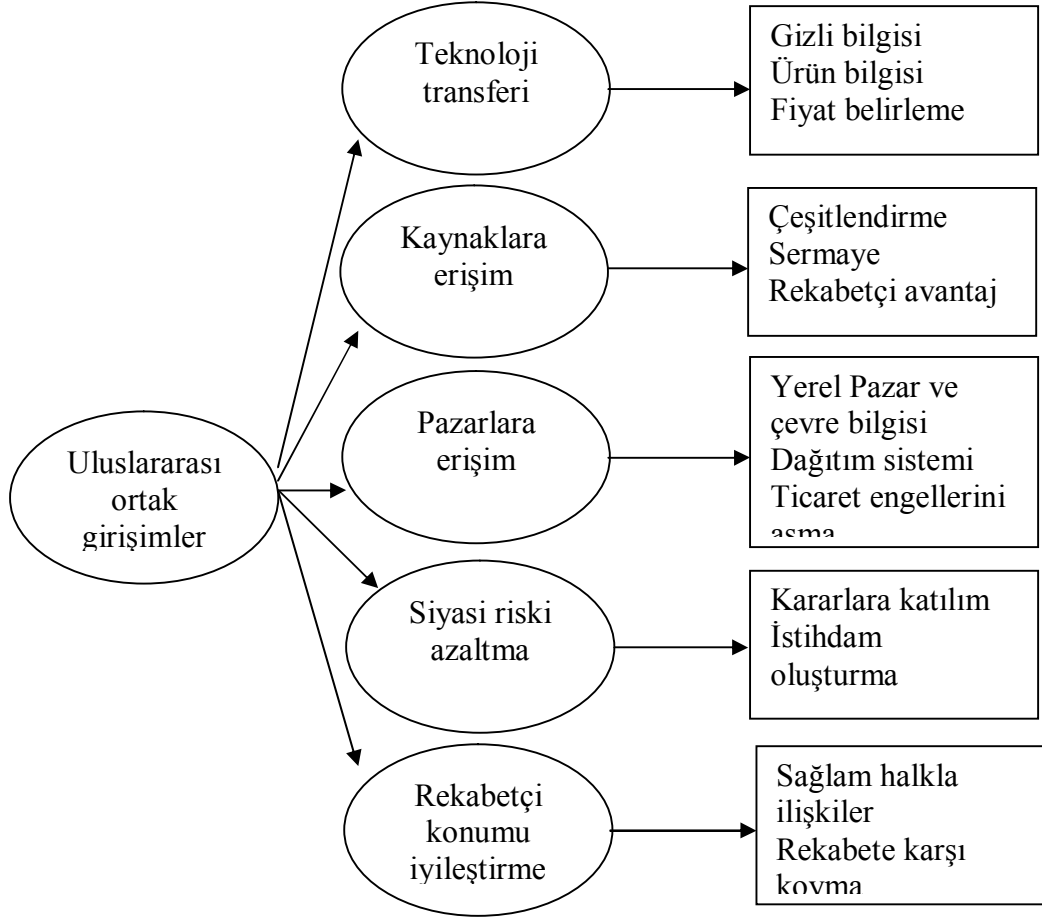 Teknoloji
transferi
Gizli bilgisi
Ürün bilgisi
Fiyat belirleme
Kaynaklara
erişim
Çeşitlendirme
Sermaye
Rekabetçi avantaj
Uluslararası
ortak
girişimler
Pazarlara
erişim
Yerel Pazar ve
çevre bilgisi
Dağıtım sistemi
Ticaret engellerini
aşma
Siyasi riski
azaltma
Kararlara katılım
İstihdam
oluşturma
Rekabetçi
konumu
iyileştirme
Sağlam halkla
ilişkiler
Rekabete karşı
koyma